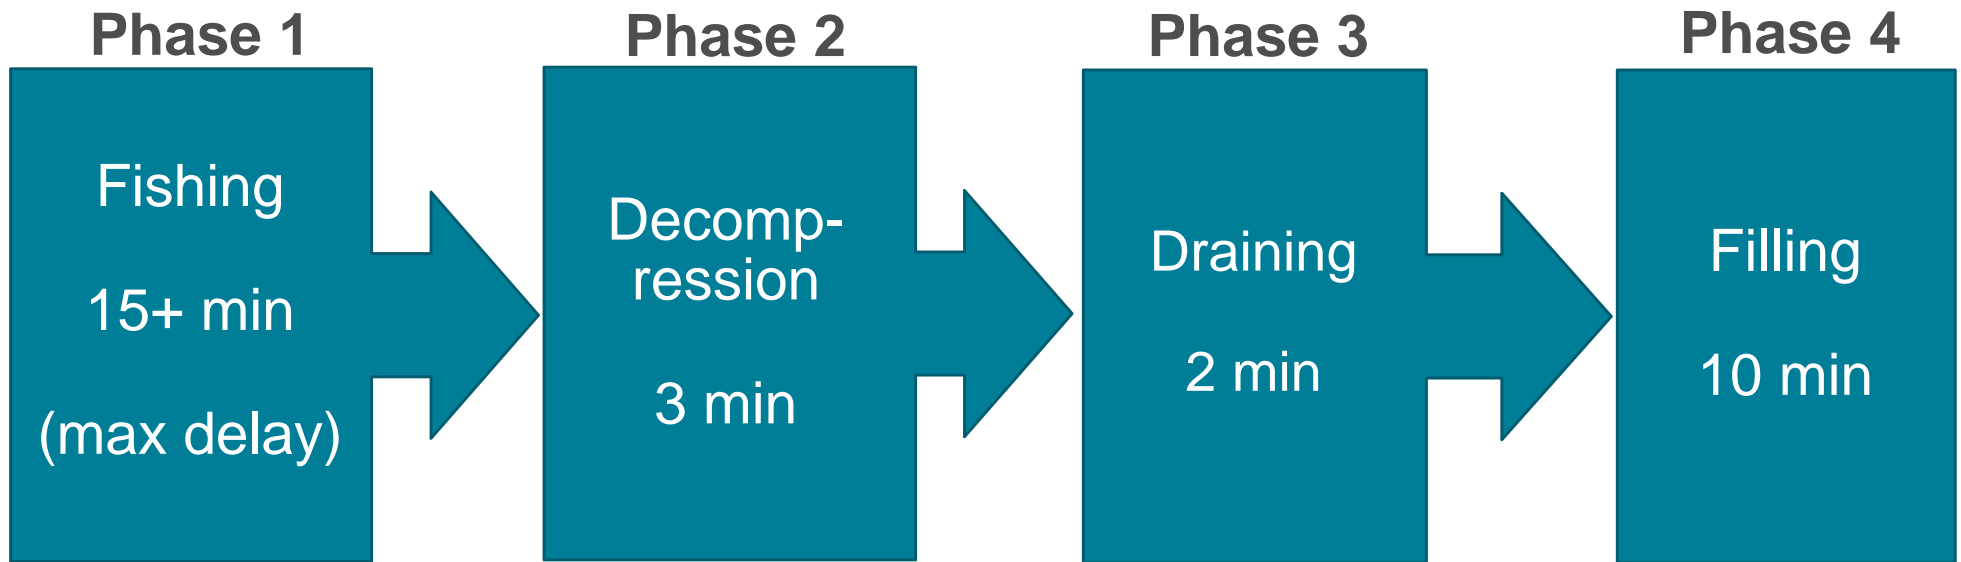 Phase 1
Fishing
15+ min
(max delay)
Phase 2
Decomp-
ression
3 min
Phase 3
Draining
2 min
Phase 4
Filling
10 min